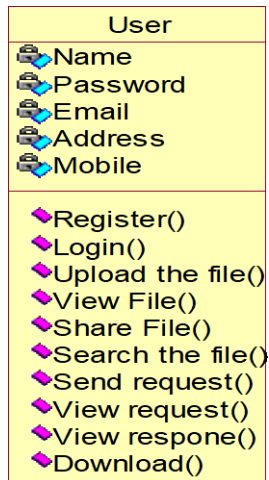 User
Name
Password
Email
Address
Mobile
Register()
Login()
Upload the file()
View File()
Share File()
Search the file()
Send request()
View request()
View respone()
Download()